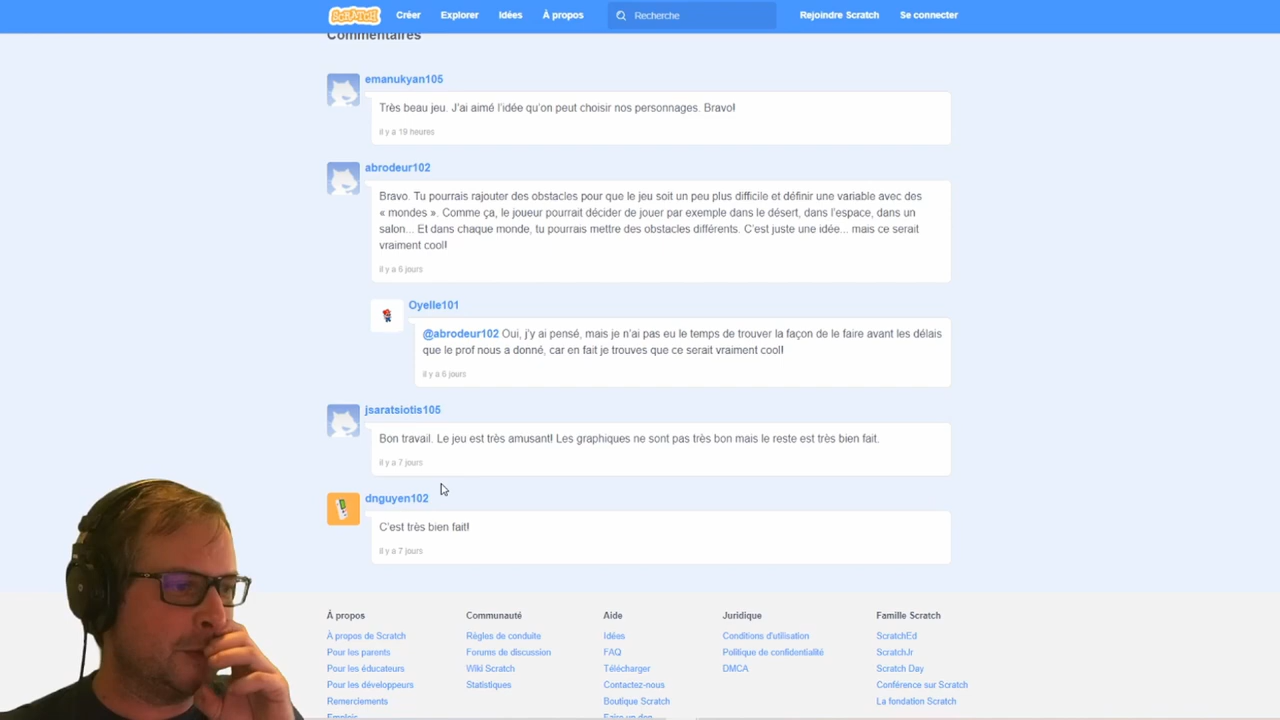 SCRATCH Créer Explorer Idées À propos Recherche Rejoindre Scratch Se connecter
Commentaires
emanukyan105
Très beau jeu. J'ai aimé l'idée qu'on peut choisir nos personnages. Bravo!
il y a 19 heures
abrodeur102
Bravo. Tu pourrais rajouter des obstacles pour que le jeu soit un peu plus difficile et définir une variable avec des
« mondes ». Comme ça, le joueur pourrait décider de jouer par exemple dans le désert, dans l'espace, dans un
salon... Et dans chaque monde, tu pourrais mettre des obstacles différents. C'est juste une idée... mais ce serait
vraiment cool!
il y a 6 jours
Oyelle101
@abrodeur102 Oui, j'y ai pensé, mais je n'ai pas eu le temps de trouver la façon de le faire avant les délais
que le prof nous a donné, car en fait je trouves que ce serait vraiment cool!
il y a 6 jours
jsaratsiotis105
Bon travail. Le jeu est très amusant! Les graphiques ne sont pas très bon mais le reste est très bien fait.
il y a 7 jours
dnguyen102
C'est très bien fait!
il y a 7 jours
À propos Communauté Aide Juridique Famille Scratch
À propos de Scratch Règles de conduite Idées Conditions d'utilisation ScratchEd
Pour les parents Forums de discussion FAQ Politique de confidentialité ScratchJr
Pour les éducateurs Wiki Scratch Télécharger DMCA Scratch Day
Pour les développeurs Statistiques Contactez-nous Conférence sur Scratch
Remerciements Boutique Scratch La fondation Scratch
Emplois Faire un don